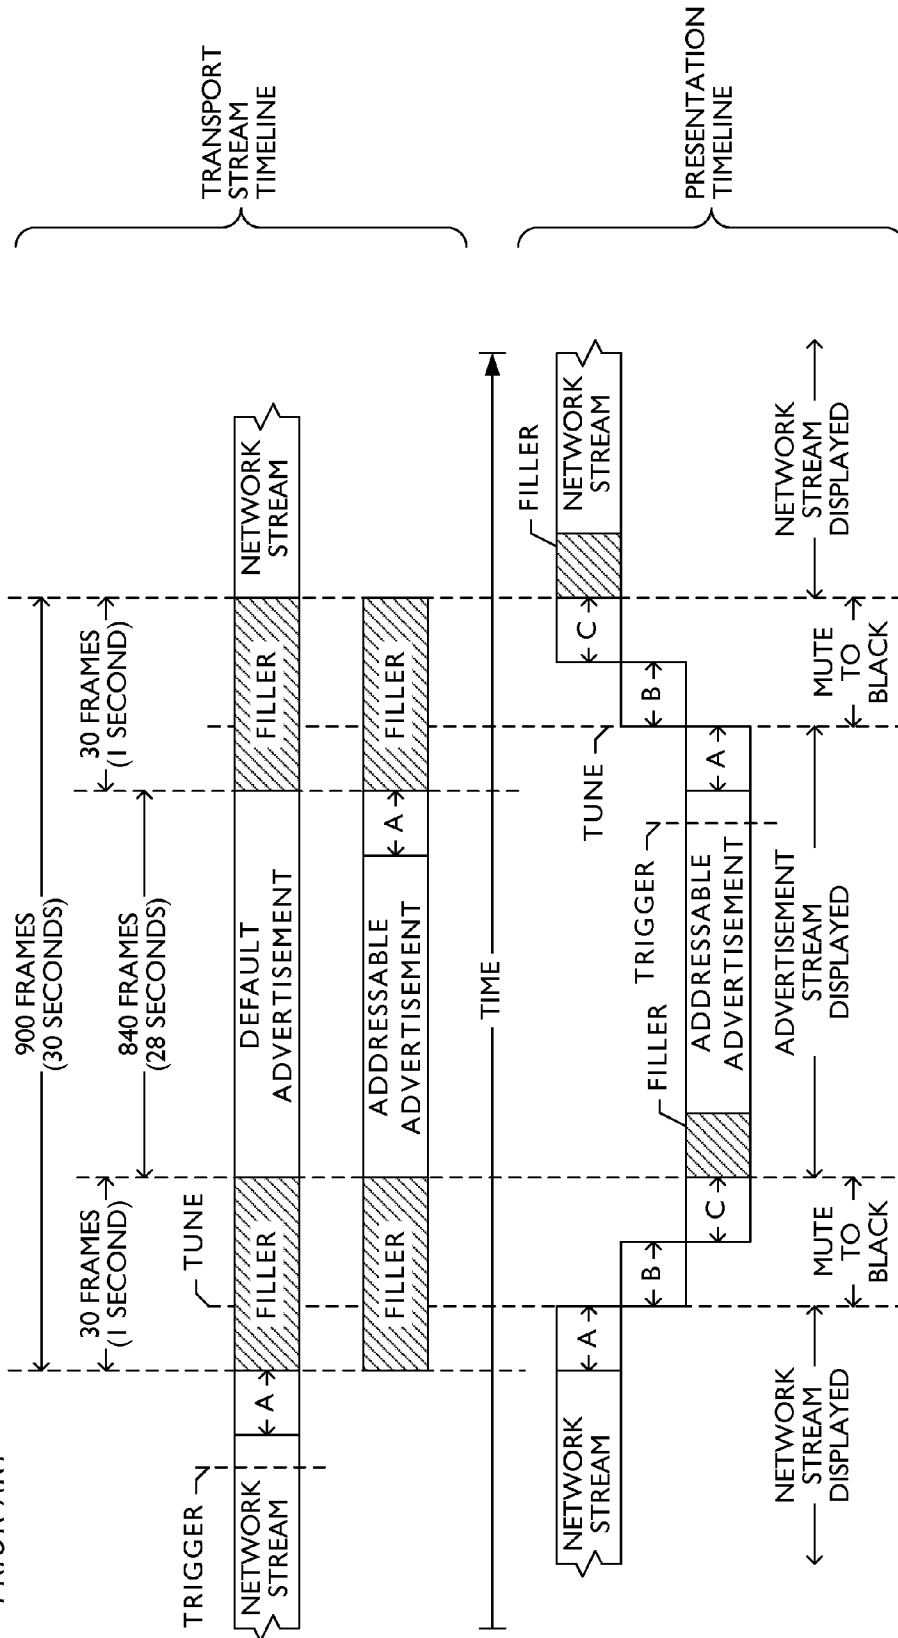 PRIOR ART
900 FRAMES
(30 SECONDS)
30 FRAMES
(1 SECOND)
840 FRAMES
(28 SECONDS)
30 FRAMES
(1 SECOND)
TRIGGER
TUNE
NETWORK
STREAM
A
FILLER
DEFAULT
ADVERTISEMENT
FILLER
NETWORK
STREAM
TRANSPORT
STREAM
TIMELINE
FILLER
ADDRESSABLE
ADVERTISEMENT
A
FILLER
TIME
NETWORK
STREAM
A
B
C
FILLER
ADDRESSABLE
ADVERTISEMENT
TRIGGER
A
TUNE
B
C
FILLER
NETWORK
STREAM
PRESENTATION
TIMELINE
NETWORK
STREAM
DISPLAYED
MUTE
TO
BLACK
ADVERTISEMENT
STREAM
DISPLAYED
MUTE
TO
BLACK
NETWORK
STREAM
DISPLAYED